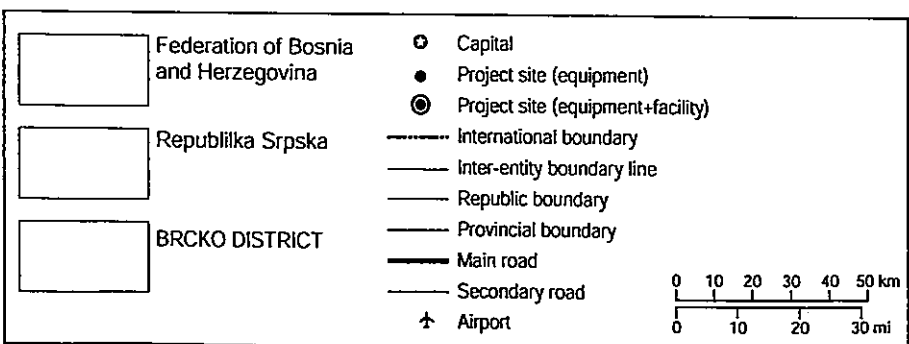 Federation of Bosnia
and Herzegovina
Republilka Srpska
BRCKO DISTRICT
Capital
Project site (equipment)
Project site (equipment+facility)
International boundary
Inter-entity boundary line
Republic boundary
Provincial boundary
Main road
Secondary road
Airport
0 10 20 30 40 50 km
0 10 20 30 mi